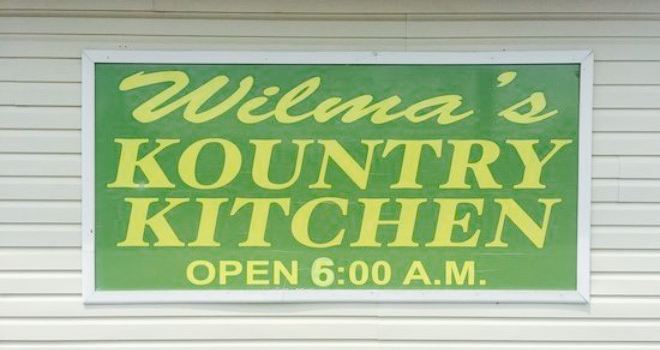 Wilma's
KOUNTRY
KITCHEN
OPEN 6:00 A.M.